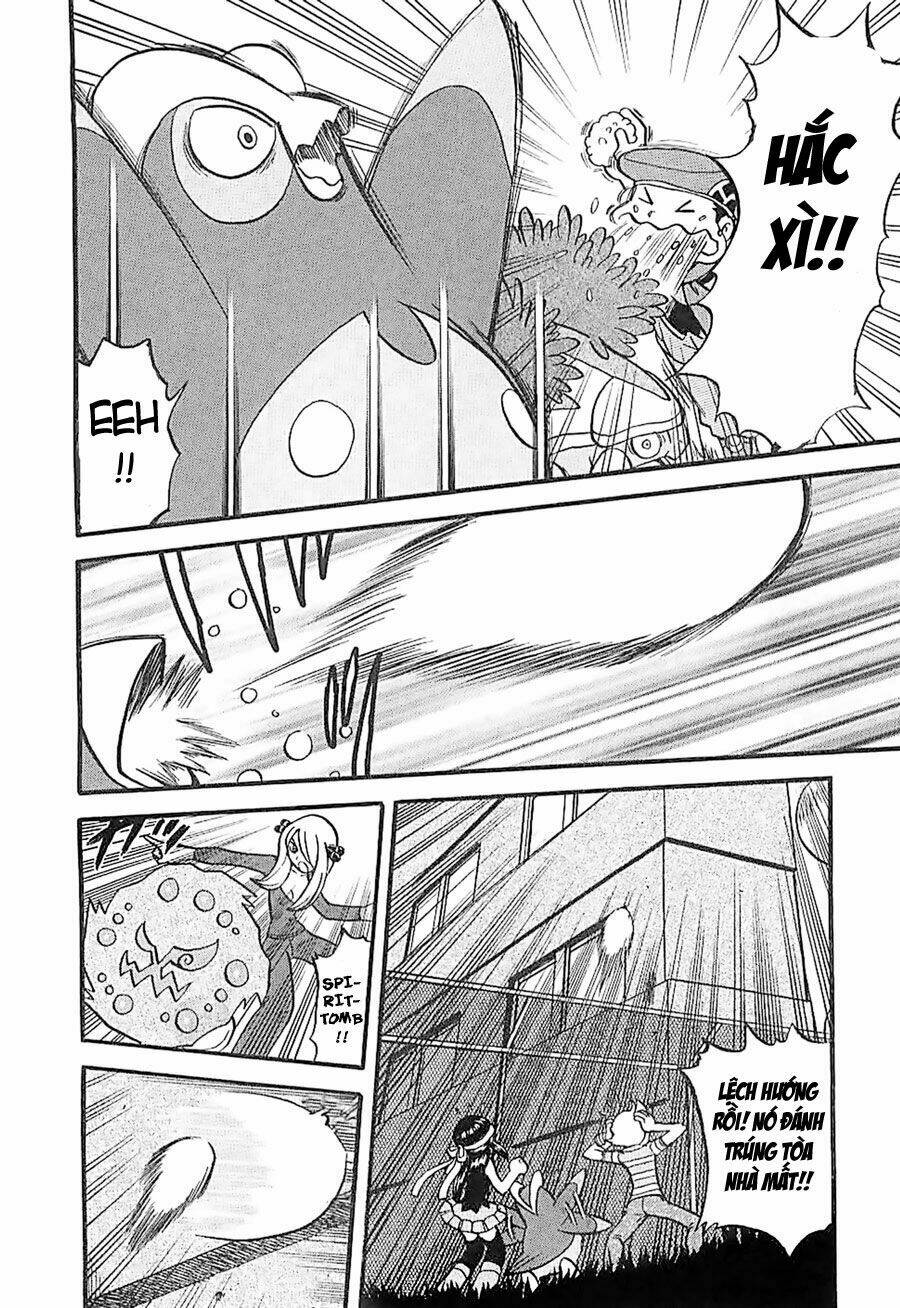 HẮC
XÌ!!
EEH
!!
SPI-
RIT-
TOMB
!!
LỆCH HƯỚNG
RỒI! NÓ ĐÁNH
TRÚNG TÒA
NHÀ MẤT!!